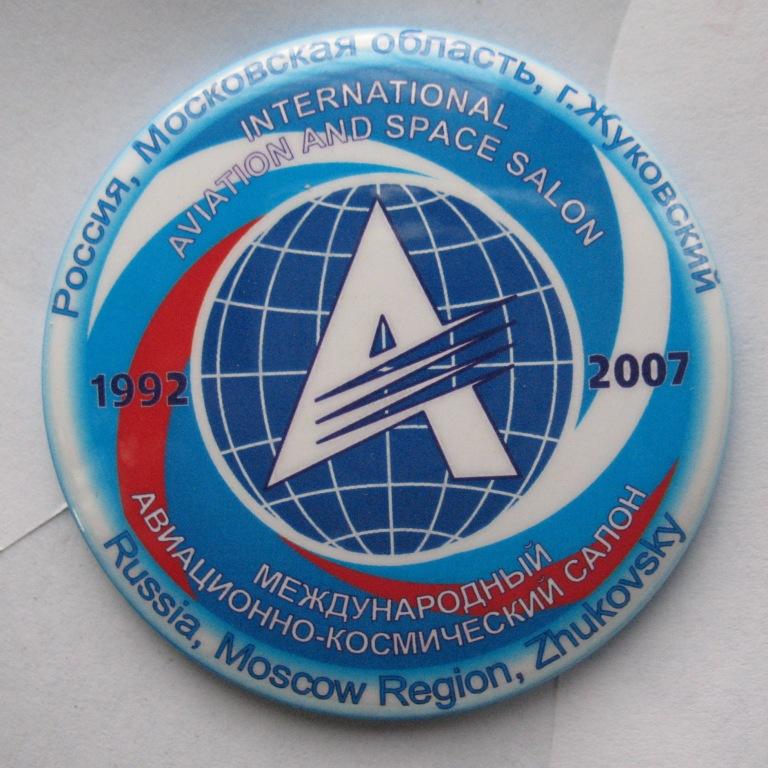 Россия, Московская область, г.Жуковский
INTERNATIONAL
AVIATION AND SPACE SALON
1992
2007
МЕЖДУНАРОДНЫЙ
АВИАЦИОННО-КОСМИЧЕСКИЙ САЛОН
Russia, Moscow Region, Zhukovsky